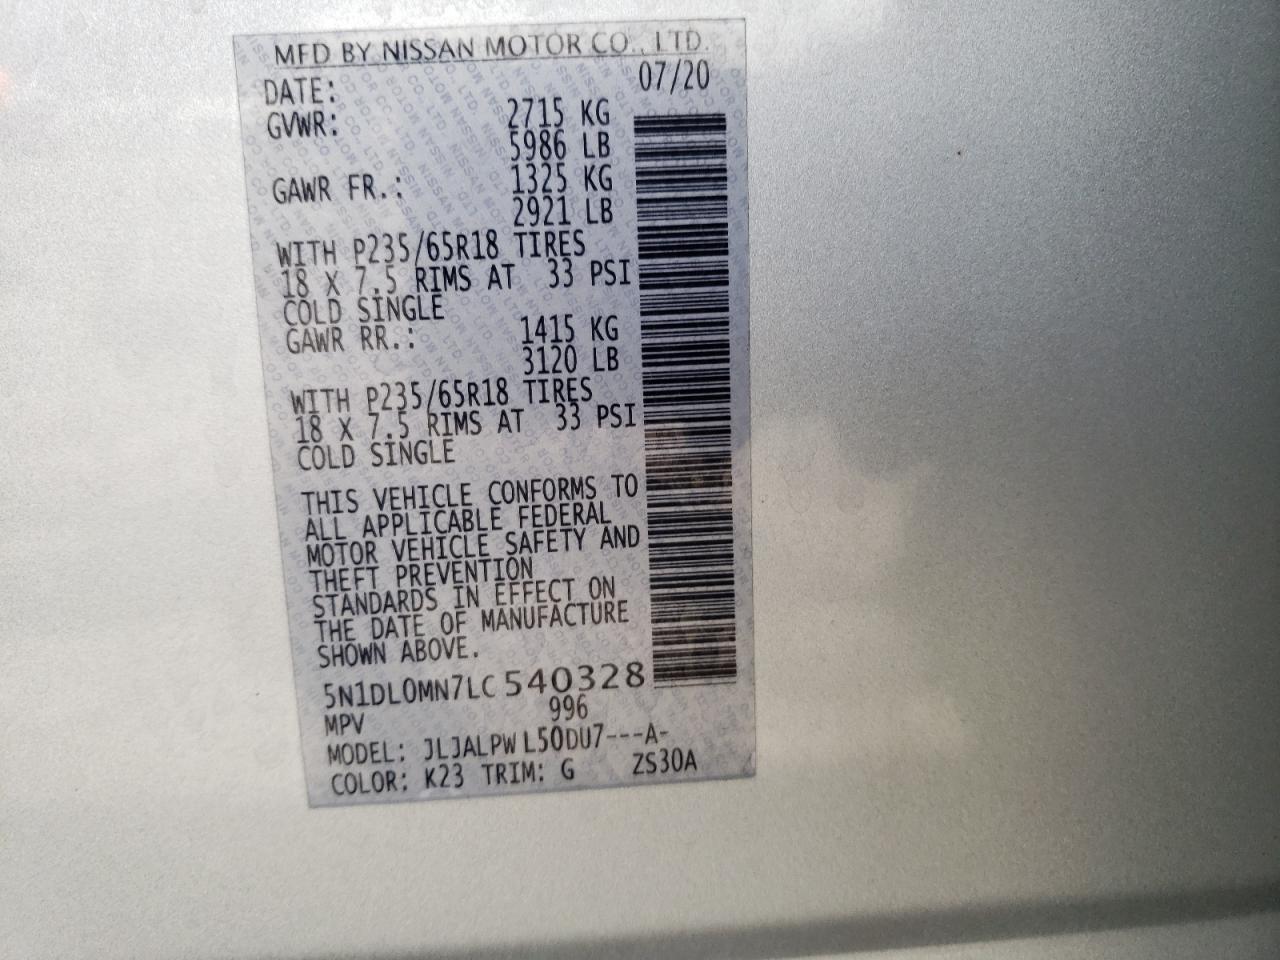 MFD BY NISSAN MOTOR CO., LTD.
DATE: 07/20
GVWR: 2715 KG
5986 LB
GAWR FR.: 1325 KG
2921 LB
WITH P235/65R18 TIRES
18 X 7.5 RIMS AT 33 PSI
COLD SINGLE
GAWR RR.: 1415 KG
3120 LB
WITH P235/65R18 TIRES
18 X 7.5 RIMS AT 33 PSI
COLD SINGLE
THIS VEHICLE CONFORMS TO
ALL APPLICABLE FEDERAL
MOTOR VEHICLE SAFETY AND
THEFT PREVENTION
STANDARDS IN EFFECT ON
THE DATE OF MANUFACTURE
SHOWN ABOVE.
5N1DL0MN7LC540328
MPV 996
MODEL: JLJALPW L50DU7---A-
COLOR: K23 TRIM: G ZS30A